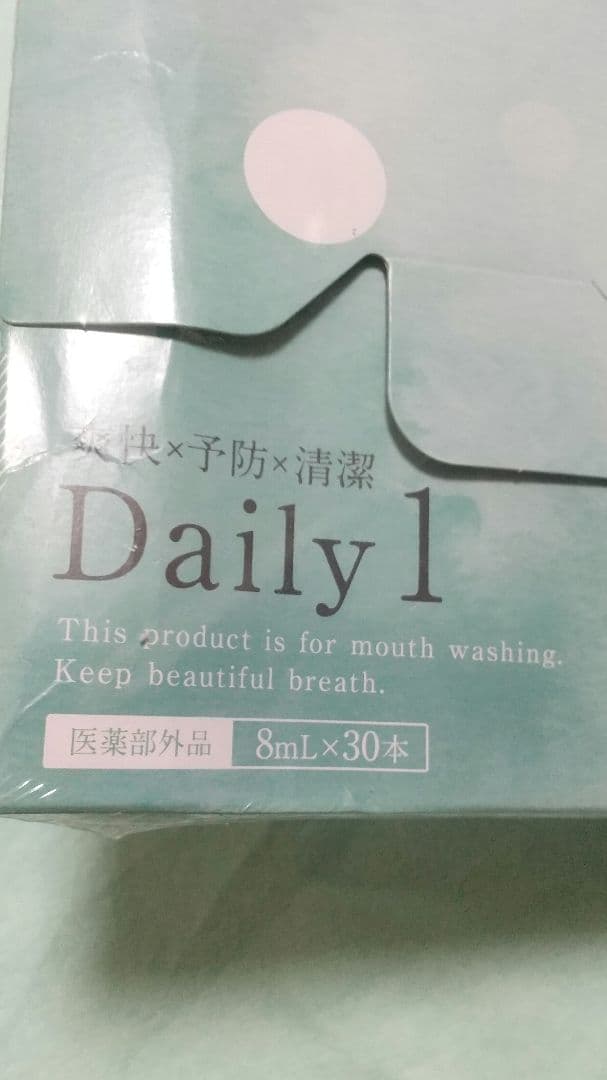 爽快×予防×清潔
Daily 1
This product is for mouth washing.
Keep beautiful breath.
医薬部外品 8mL×30本